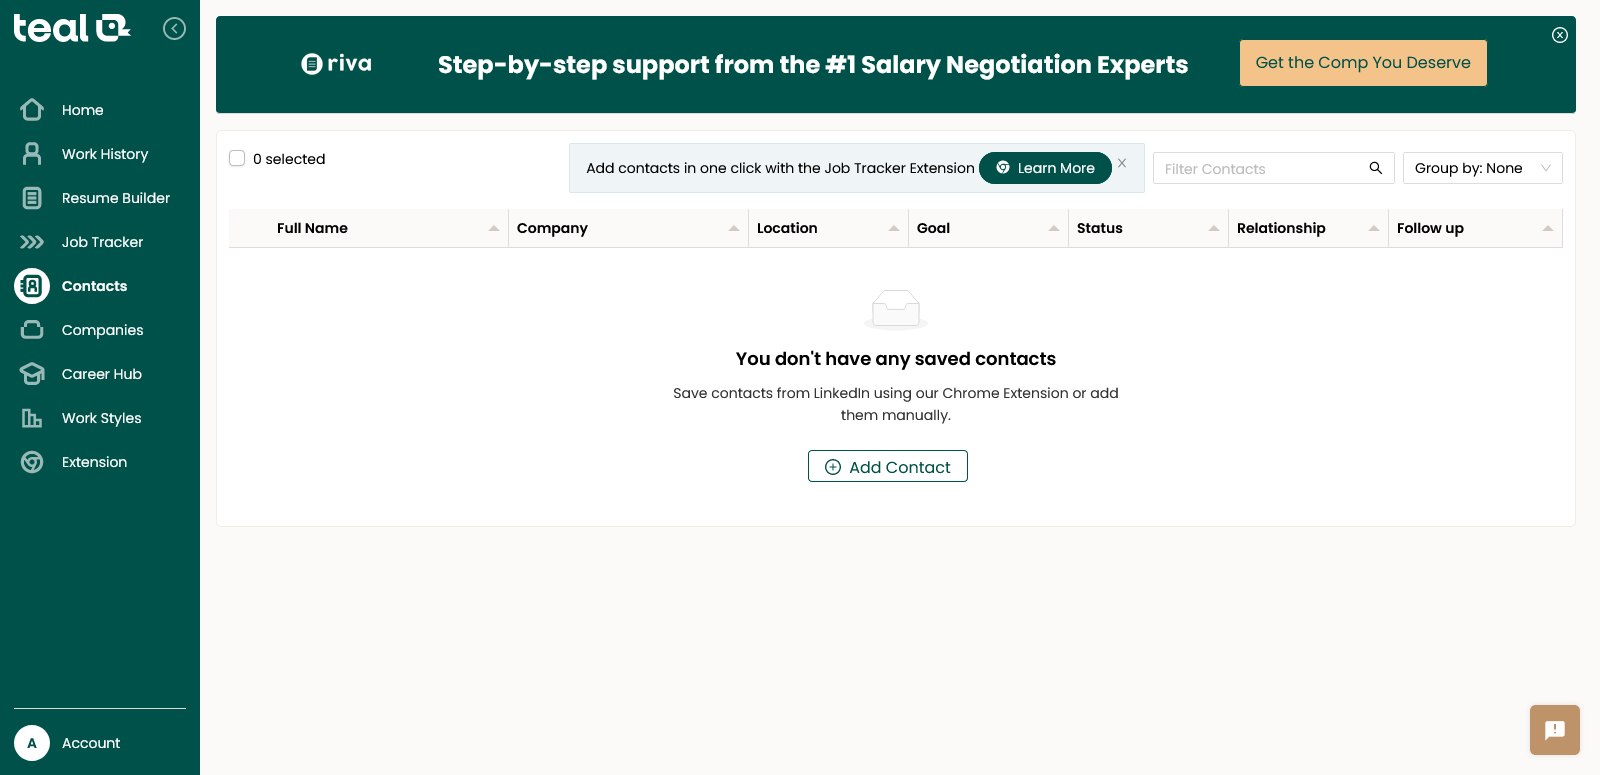 teal
Home
Work History
Resume Builder
Job Tracker
Contacts
Companies
Career Hub
Work Styles
Extension
A
Account
riva
Step-by-step support from the #1 Salary Negotiation Experts
Get the Comp You Deserve
0 selected
Add contacts in one click with the Job Tracker Extension
Learn More
X
Filter Contacts
Group by: None
Full Name
Company
Location
Goal
Status
Relationship
Follow up
You don't have any saved contacts
Save contacts from LinkedIn using our Chrome Extension or add
them manually.
Add Contact